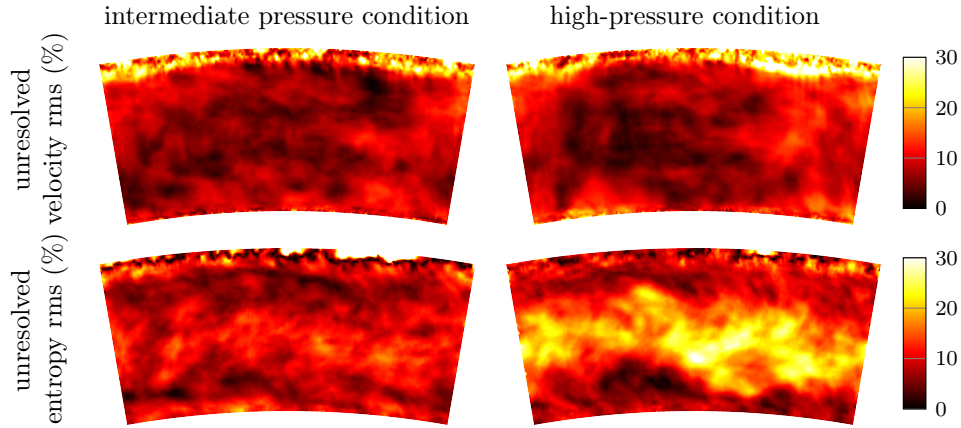 intermediate pressure condition
high-pressure condition
unresolved
velocity rms (%)
30
20
10
0
unresolved
entropy rms (%)
30
20
10
0